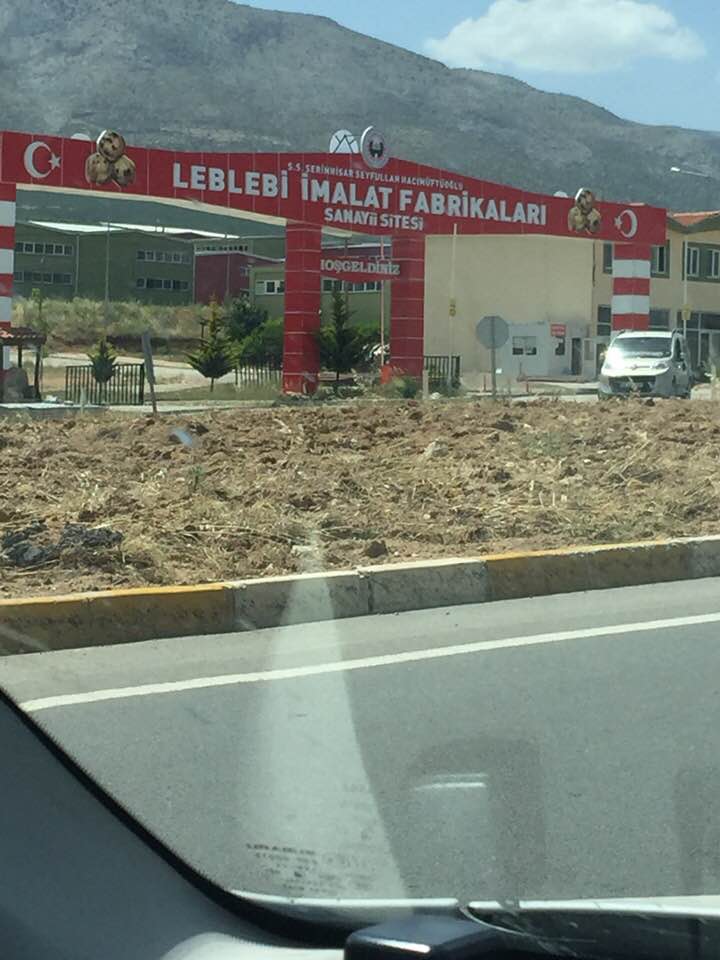 S.S. SERİNHİSAR SEYFULLAH HACIMÜFTÜOĞLU
LEBLEBİ İMALAT FABRİKALARI
SANAYİİ SİTESİ
HOŞGELDİNİZ